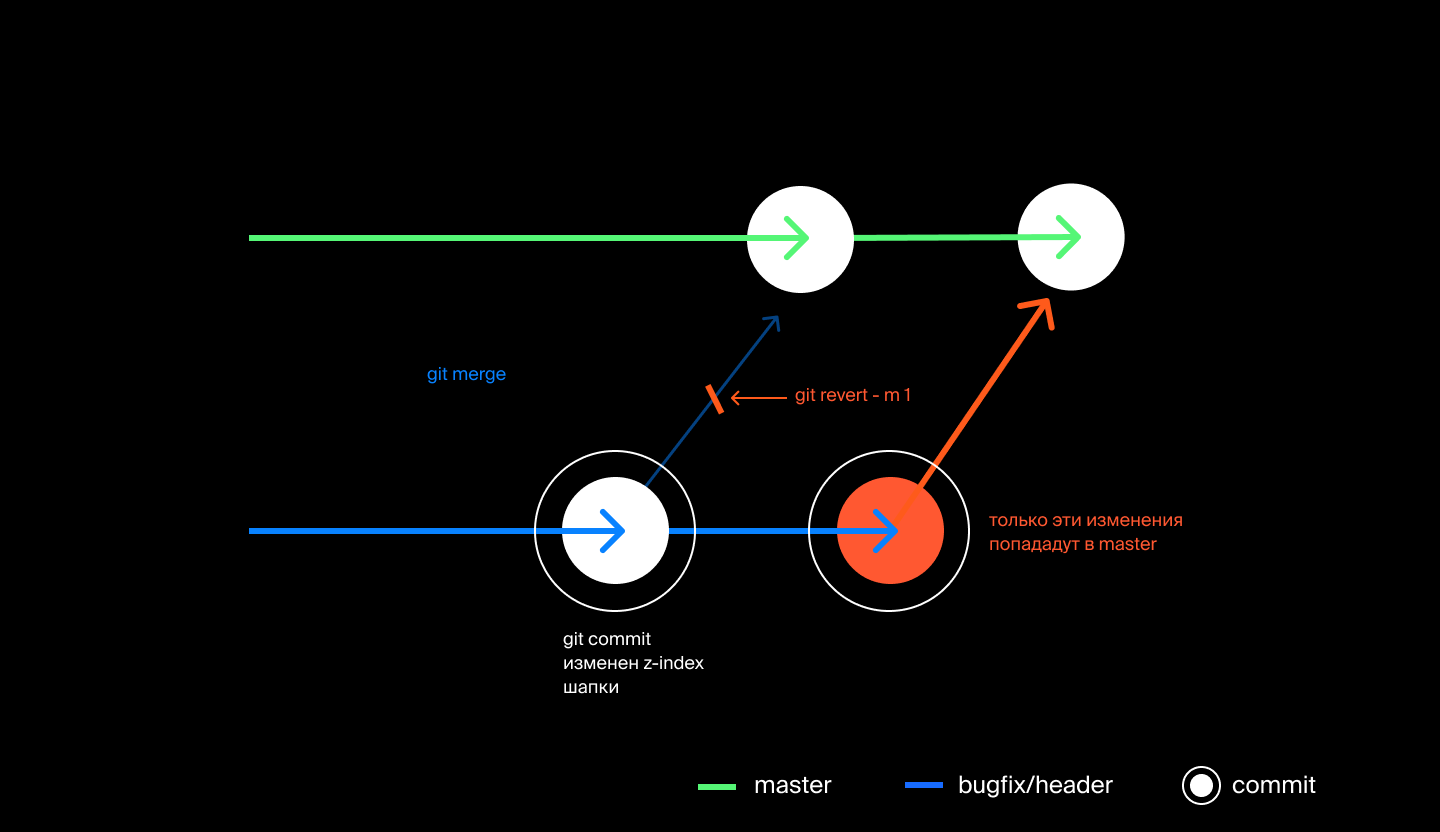 git merge
git revert - m 1
только эти изменения
попададут в master
git commit
изменен z-index
шапки
master
bugfix/header
commit